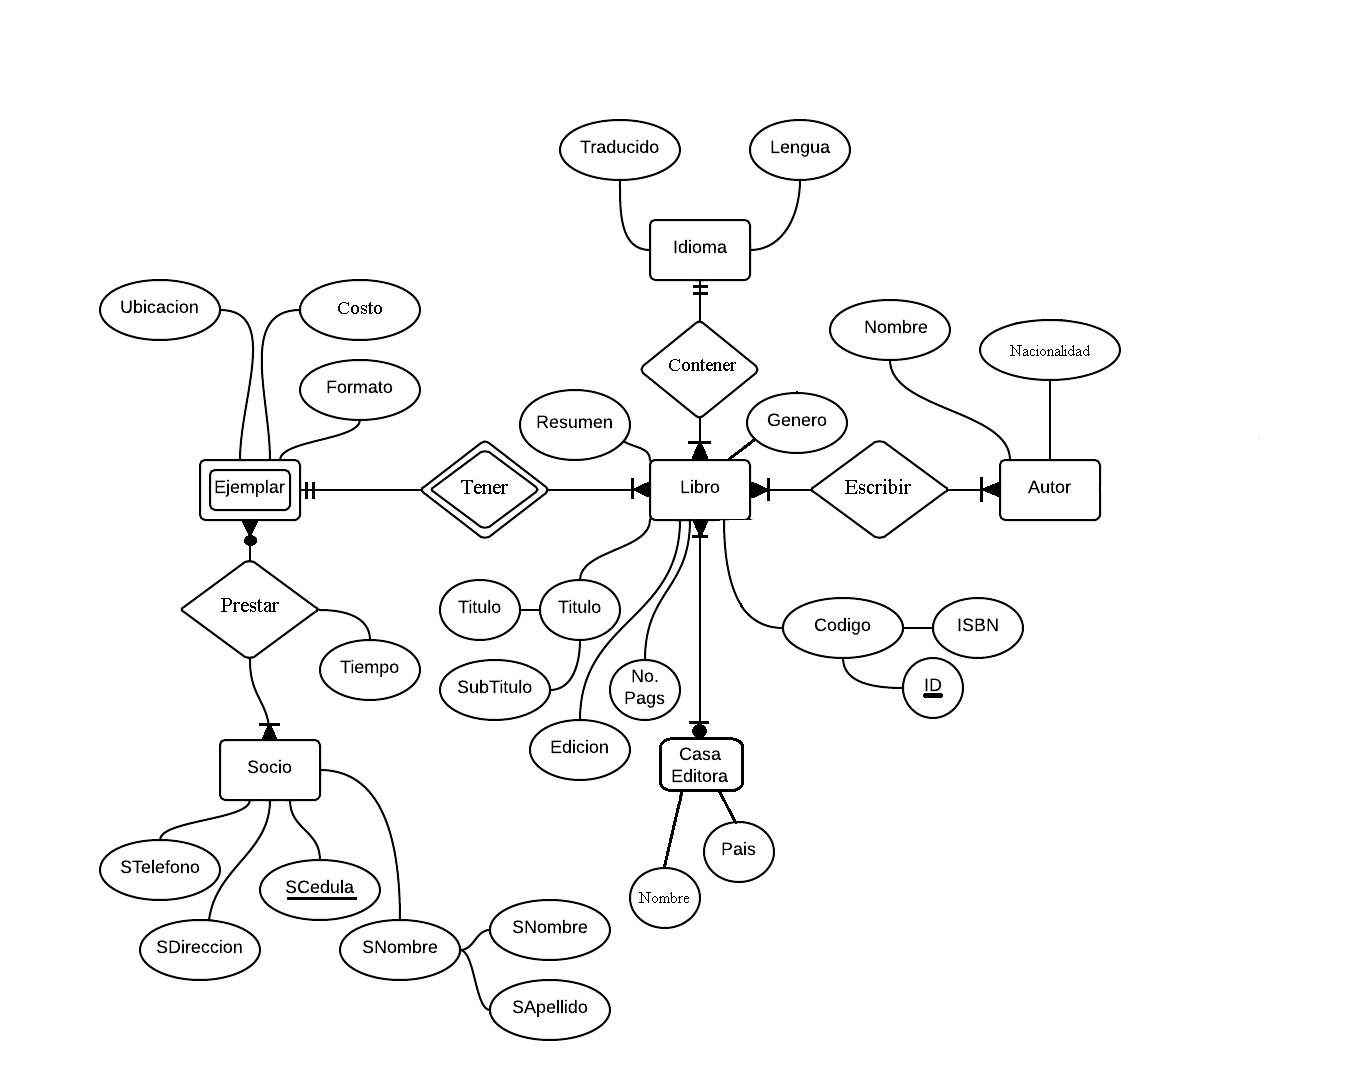 Traducido
Lengua
Idioma
Ubicacion
Costo
Nombre
Nacionalidad
Contener
Formato
Resumen
Genero
Ejemplar
Tener
Libro
Escribir
Autor
Prestar
Titulo
Titulo
Codigo
ISBN
Tiempo
SubTitulo
No.
Pags
ID
Edicion
Casa
Editora
Socio
Pais
STelefono
SCedula
Nombre
SDireccion
SNombre
SNombre
SApellido